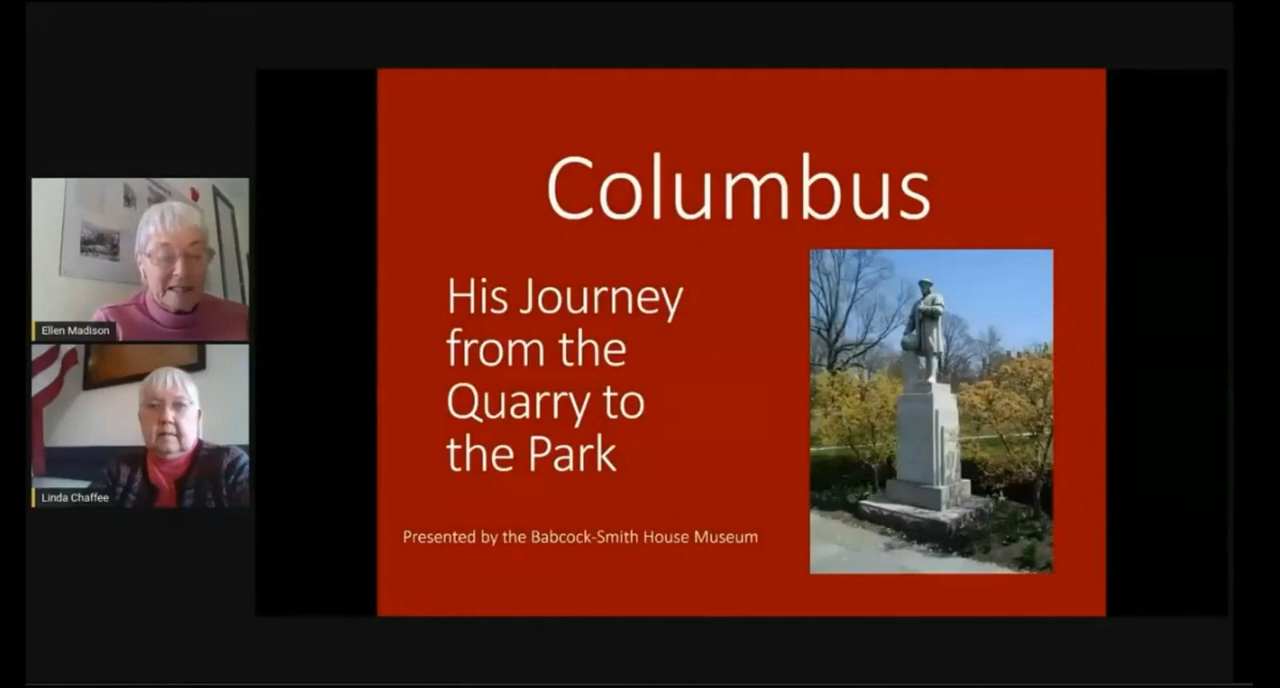 Columbus
His Journey
from the
Quarry to
the Park
Presented by the Babcock-Smith House Museum
Ellen Madison
Linda Chaffee